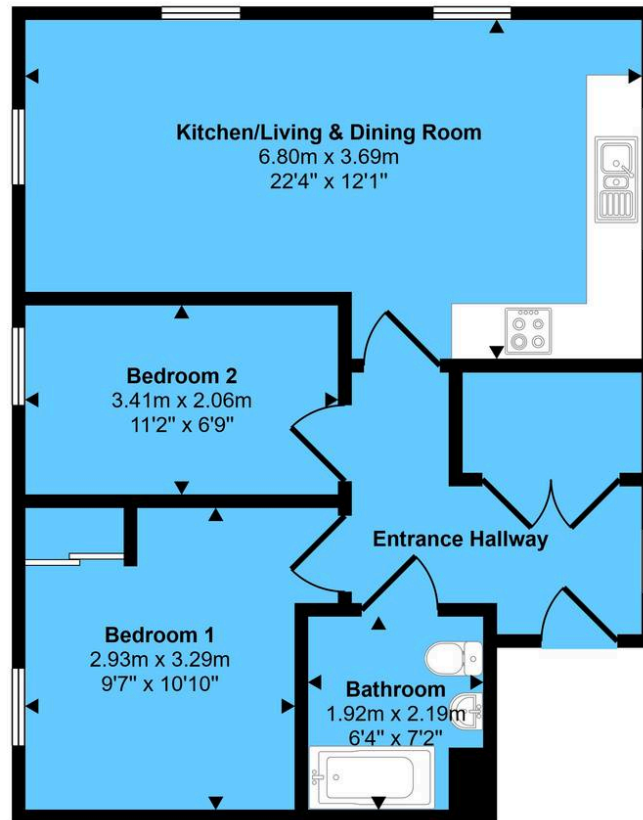 Kitchen/Living & Dining Room
6.80m x 3.69m
22'4" x 12'1"
Bedroom 2
3.41m x 2.06m
11'2" x 6'9"
Entrance Hallway
Bedroom 1
2.93m x 3.29m
9'7" x 10'10"
Bathroom
1.92m x 2.19m
6'4" x 7'2"